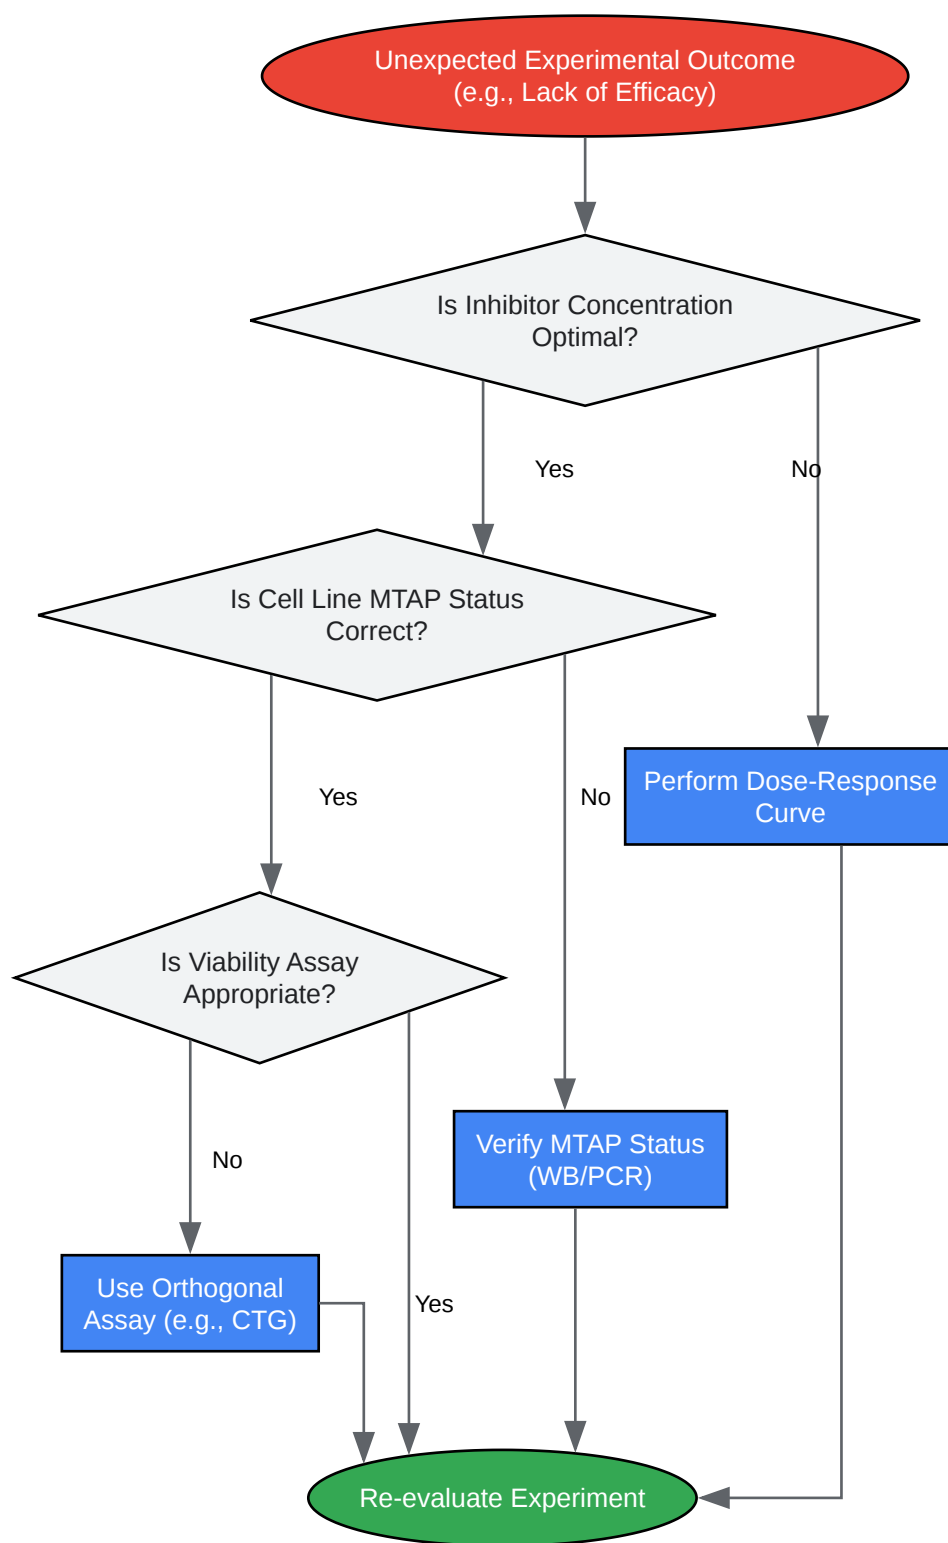 Unexpected Experimental Outcome
(e.g., Lack of Efficacy)
Is Inhibitor Concentration
Optimal?
Yes
No
Is Cell Line MTAP Status
Correct?
Perform Dose-Response
Curve
Yes
No
Is Viability Assay
Appropriate?
Verify MTAP Status
(WB/PCR)
No
Use Orthogonal
Assay (e.g., CTG)
Yes
Re-evaluate Experiment